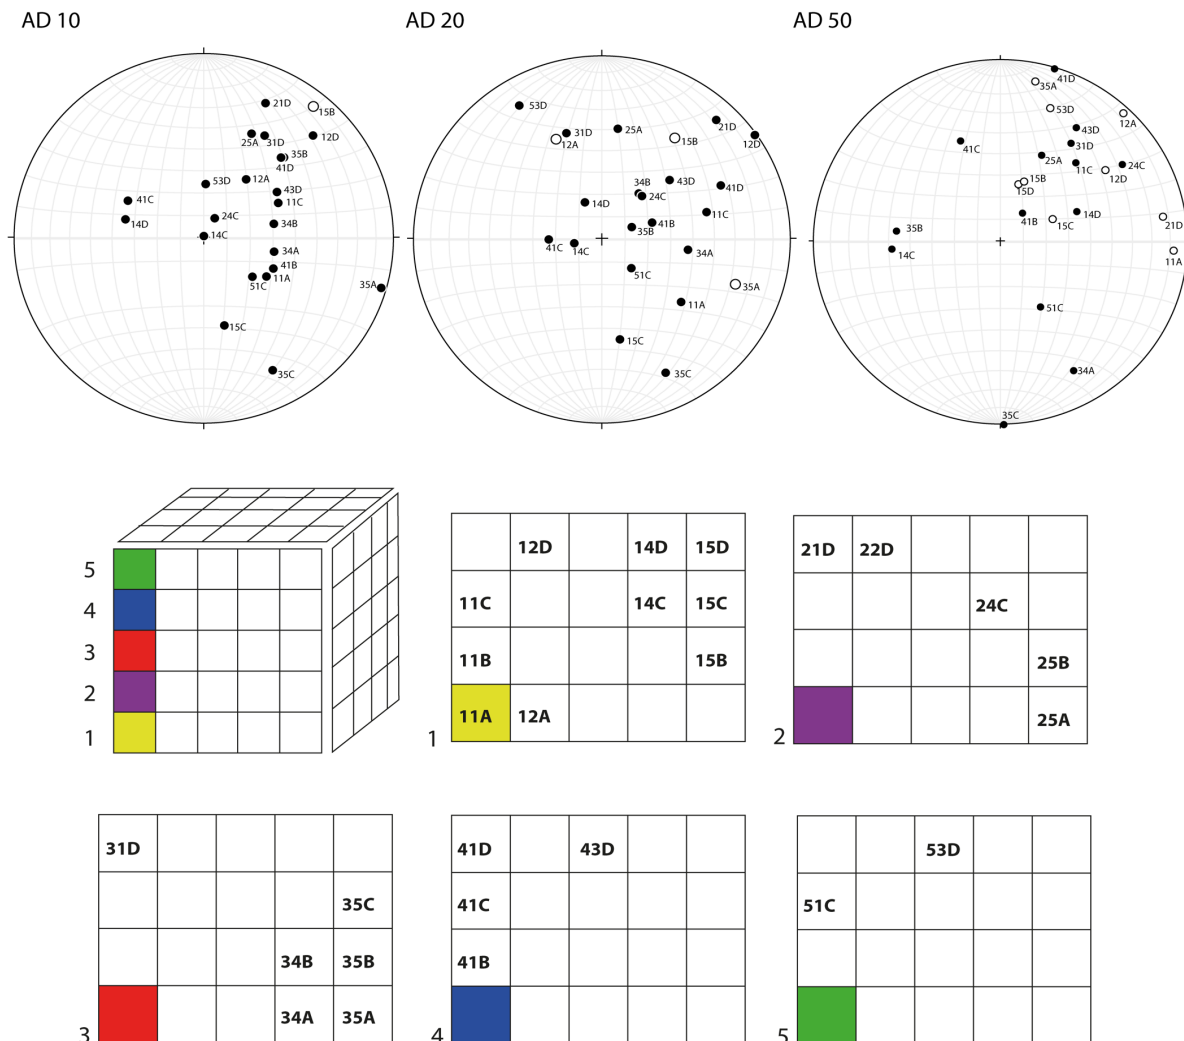 AD 10
AD 20
AD 50
21D
15B
25A
31D
12D
35B
41D
53D
12A
43D
11C
41C
14D
24C
14C
34B
34A
41B
11A
51C
35A
15C
35C
53D
31D
12A
25A
15B
21D
12D
34B
43D
24C
41D
14D
11C
41B
35B
41C
14C
34A
51C
35A
11A
15C
35C
41D
35A
53D
12A
43D
31D
41C
25A
11C
24C
12D
15B
15D
41B
15C
14D
21D
35B
14C
11A
51C
34A
35C
5
4
3
2
1
12D 14D 15D
11C 14C 15C
11B 15B
11A 12A
1
21D 22D
24C
25B
25A
2
31D
35C
34B 35B
34A 35A
3
41D 43D
41C
41B
4
53D
51C
5